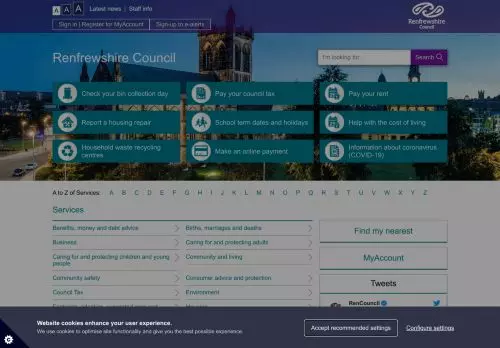 A A A Latest news | Staff info
Sign in | Register for MyAccount Sign-up to e-alerts
Renfrewshire
Council
Renfrewshire Council
I'm looking for
Search
Check your bin collection day
Pay your council tax
Pay your rent
Report a housing repair
School term dates and holidays
Help with the cost of living
Household waste recycling
centres
Make an online payment
Information about coronavirus
(COVID-19)
A to Z of Services: A B C D E F G H I J K L M N O P Q R S T U V W X Y Z
Services
Benefits, money and debt advice
Births, marriages and deaths
Business
Caring for and protecting adults
Caring for and protecting children and young
people
Community and living
Community safety
Consumer advice and protection
Council Tax
Environment
Find my nearest
MyAccount
Tweets
RenCouncil
Website cookies enhance your user experience.
We use cookies to optimise site functionality and give you the best possible experience.
Accept recommended settings
Configure settings